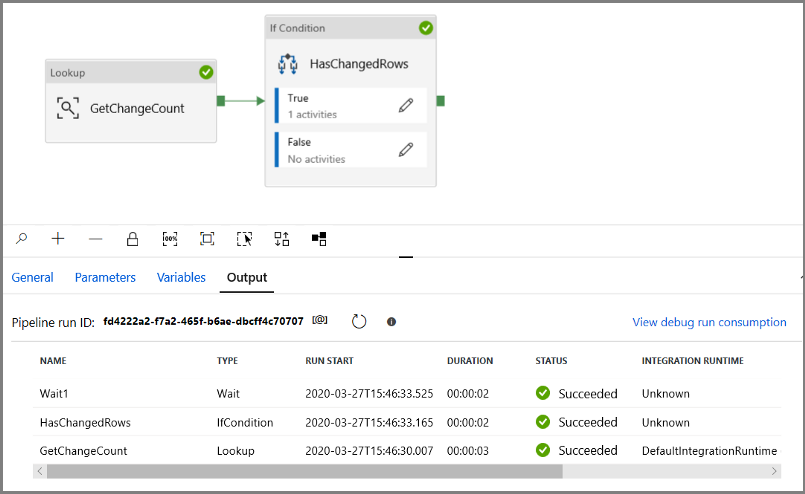 If Condition
HasChangedRows
True
1 activities
False
No activities
Lookup
GetChangeCount
General Parameters Variables Output
Pipeline run ID: fd4222a2-f7a2-465f-b6ae-dbcff4c70707 [@] View debug run consumption
NAME TYPE RUN START DURATION STATUS INTEGRATION RUNTIME
Wait1 Wait 2020-03-27T15:46:33.525 00:00:02 Succeeded Unknown
HasChangedRows IfCondition 2020-03-27T15:46:33.165 00:00:02 Succeeded Unknown
GetChangeCount Lookup 2020-03-27T15:46:30.007 00:00:03 Succeeded DefaultIntegrationRuntime